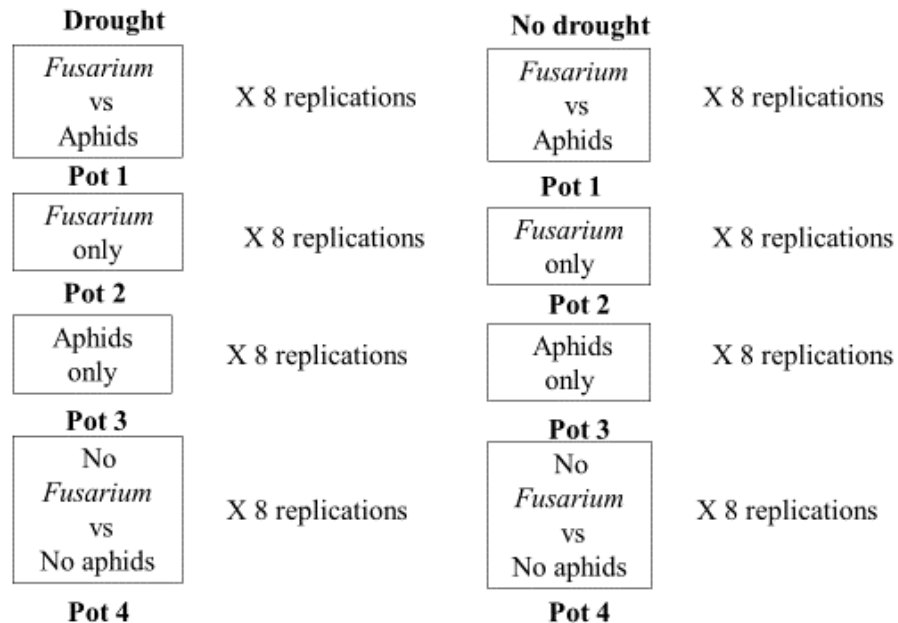 Drought
Fusarium
vs
Aphids
X 8 replications
Pot 1
Fusarium
only
X 8 replications
Pot 2
Aphids
only
X 8 replications
Pot 3
No
Fusarium
vs
No aphids
X 8 replications
Pot 4
No drought
Fusarium
vs
Aphids
X 8 replications
Pot 1
Fusarium
only
X 8 replications
Pot 2
Aphids
only
X 8 replications
Pot 3
No
Fusarium
vs
No aphids
X 8 replications
Pot 4